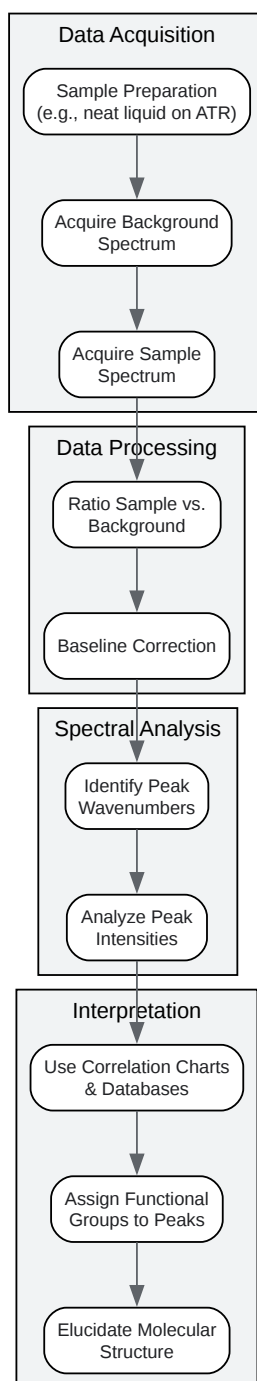 Data Acquisition
Sample Preparation
(e.g., neat liquid on ATR)
Acquire Background
Spectrum
Acquire Sample
Spectrum
Data Processing
Ratio Sample vs.
Background
Baseline Correction
Spectral Analysis
Identify Peak
Wavenumbers
Analyze Peak
Intensities
Interpretation
Use Correlation Charts
& Databases
Assign Functional
Groups to Peaks
Elucidate Molecular
Structure